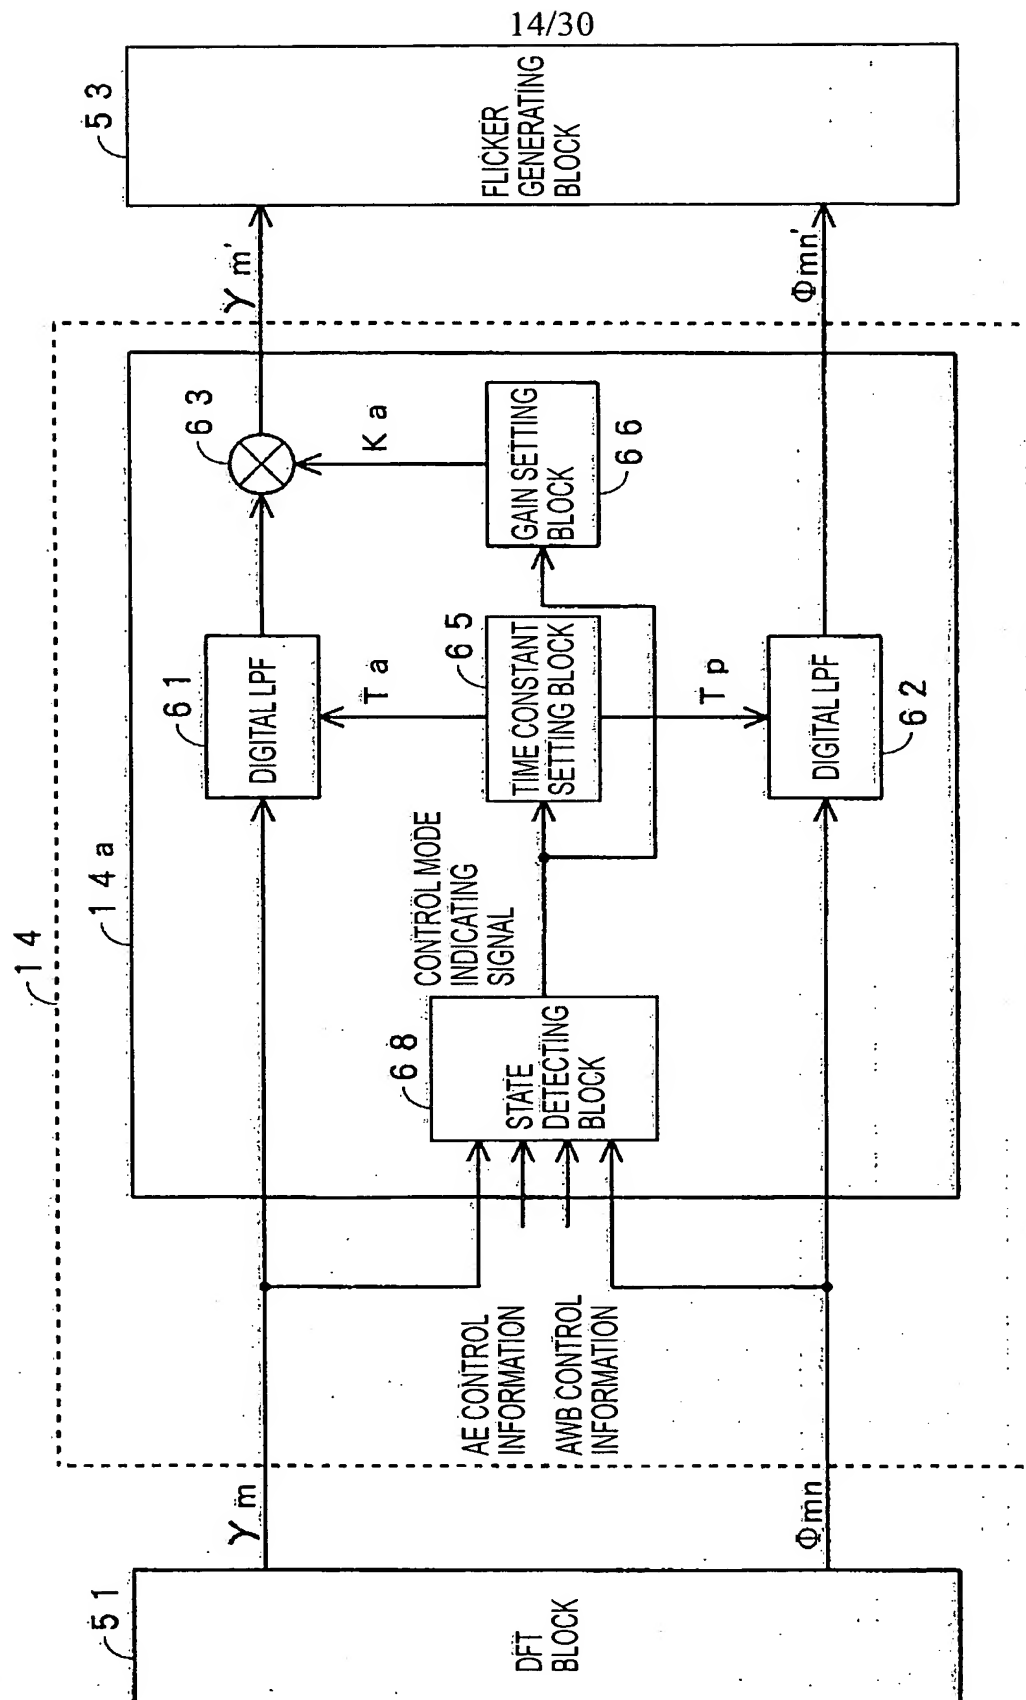 14/30
53
FLICKER
GENERATING
BLOCK
γm'
Φmn'
14
14a
63
Ka
GAIN SETTING
BLOCK
66
61
DIGITAL LPF
Ta
65
TIME CONSTANT
SETTING BLOCK
Tp
DIGITAL LPF
62
CONTROL MODE
INDICATING
SIGNAL
68
STATE
DETECTING
BLOCK
AE CONTROL
INFORMATION
AWB CONTROL
INFORMATION
γm
Φmn
51
DFT
BLOCK